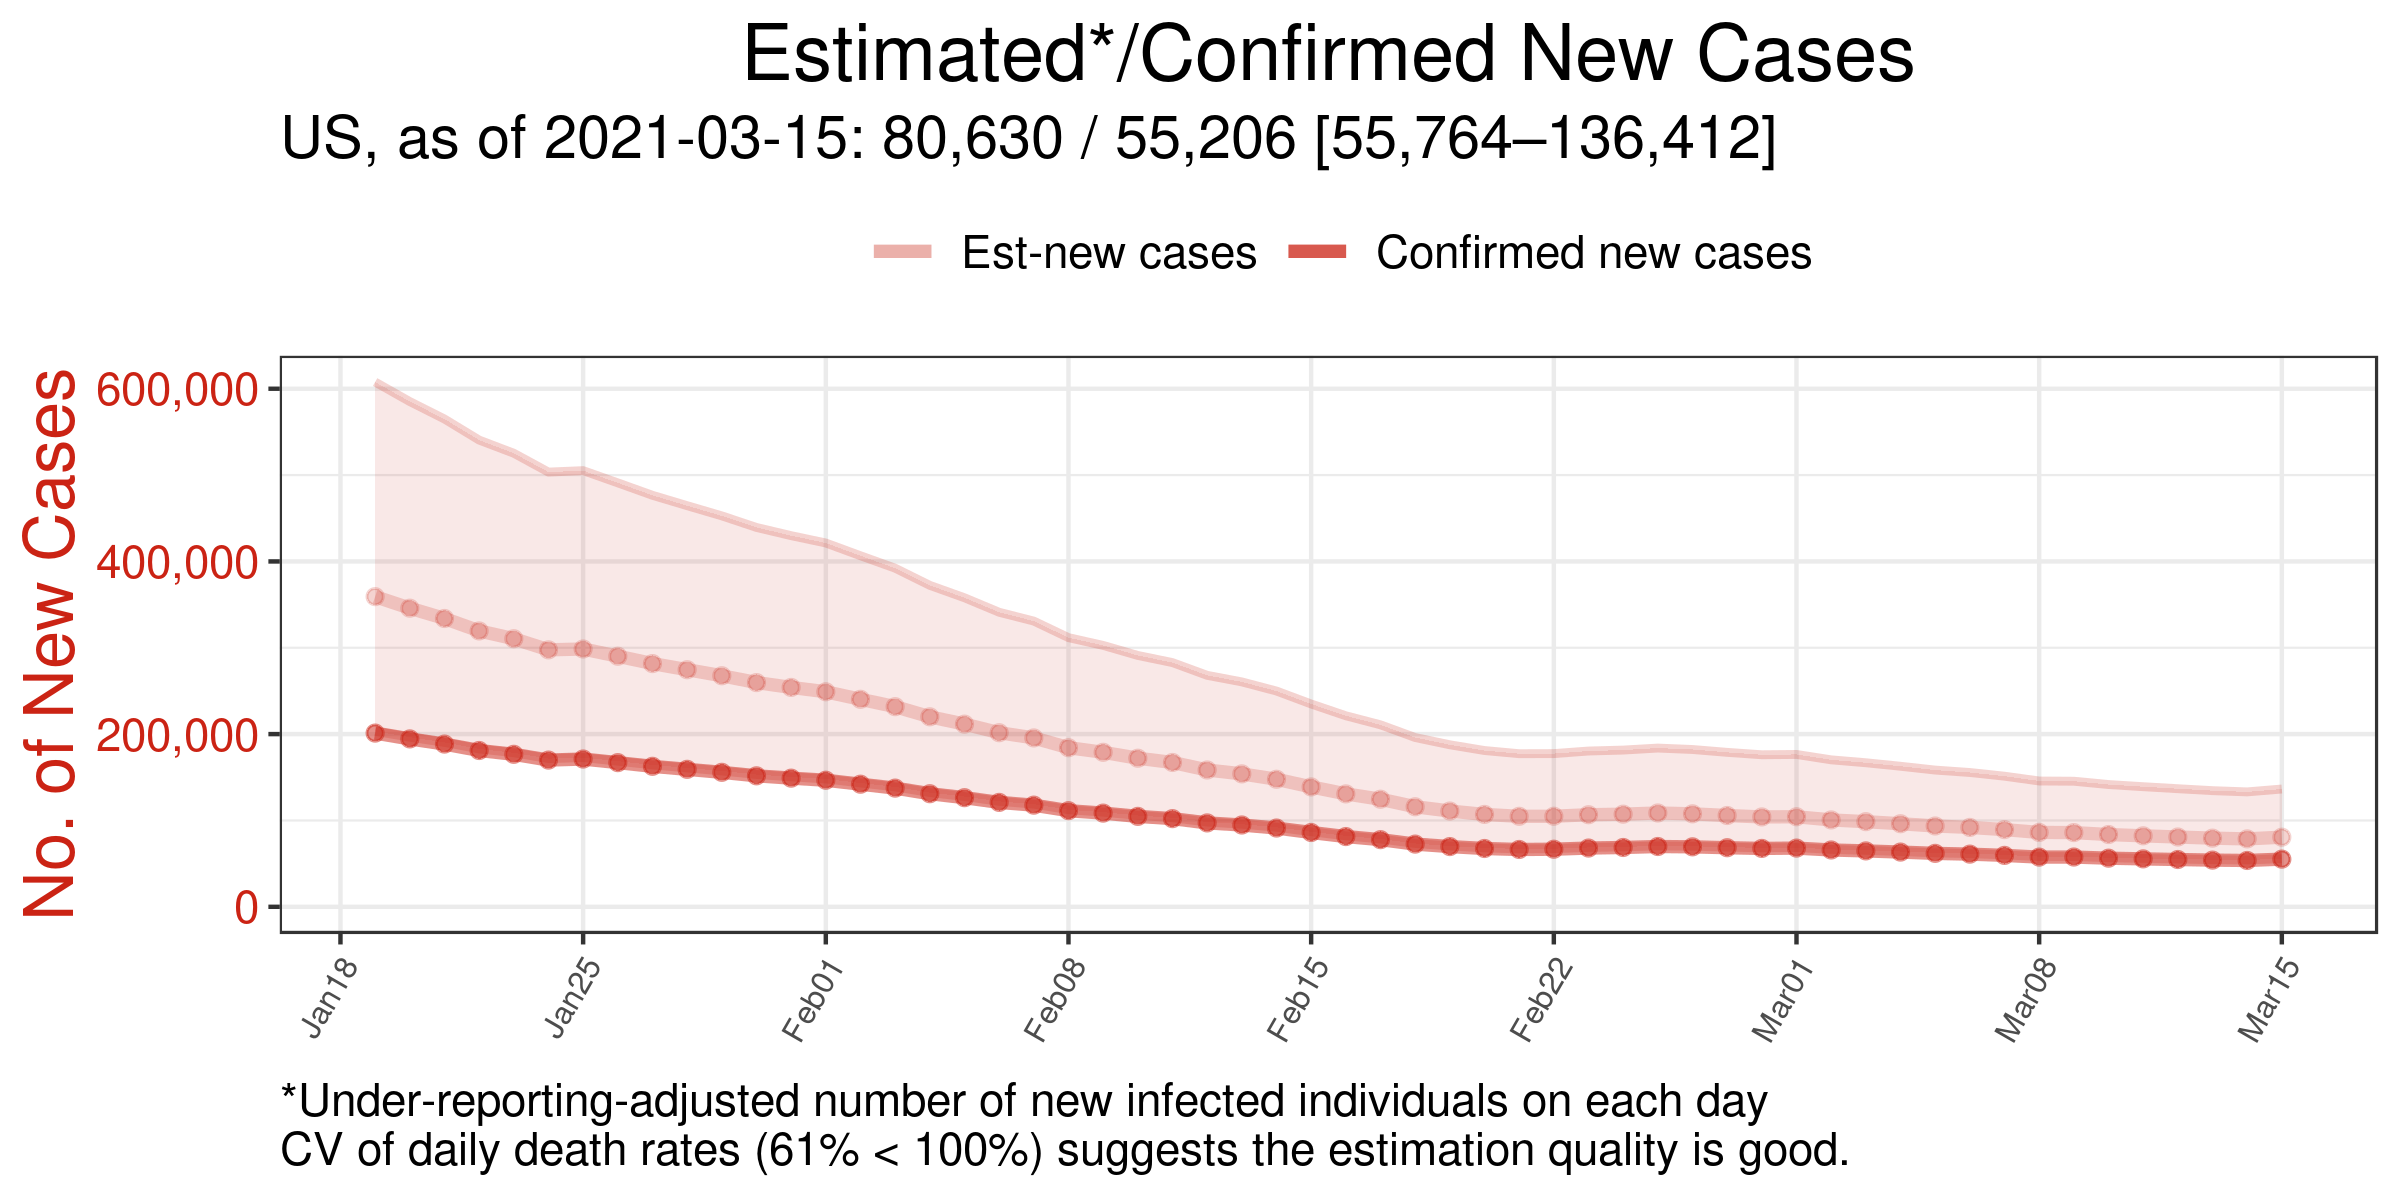 Estimated*/Confirmed New Cases
US, as of 2021-03-15: 80,630 / 55,206 [55,764–136,412]
Est-new cases Confirmed new cases
No. of New Cases
600,000
400,000
200,000
0
Jan18 Jan25 Feb01 Feb08 Feb15 Feb22 Mar01 Mar08 Mar15
*Under-reporting-adjusted number of new infected individuals on each day
CV of daily death rates (61% < 100%) suggests the estimation quality is good.